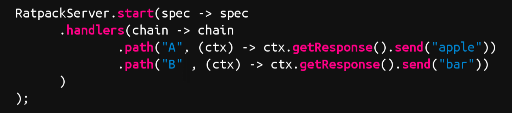 RatpackServer.start(spec -> spec
.handlers(chain -> chain
.path("A", (ctx) -> ctx.getResponse().send("apple"))
.path("B" , (ctx) -> ctx.getResponse().send("bar"))
)
);